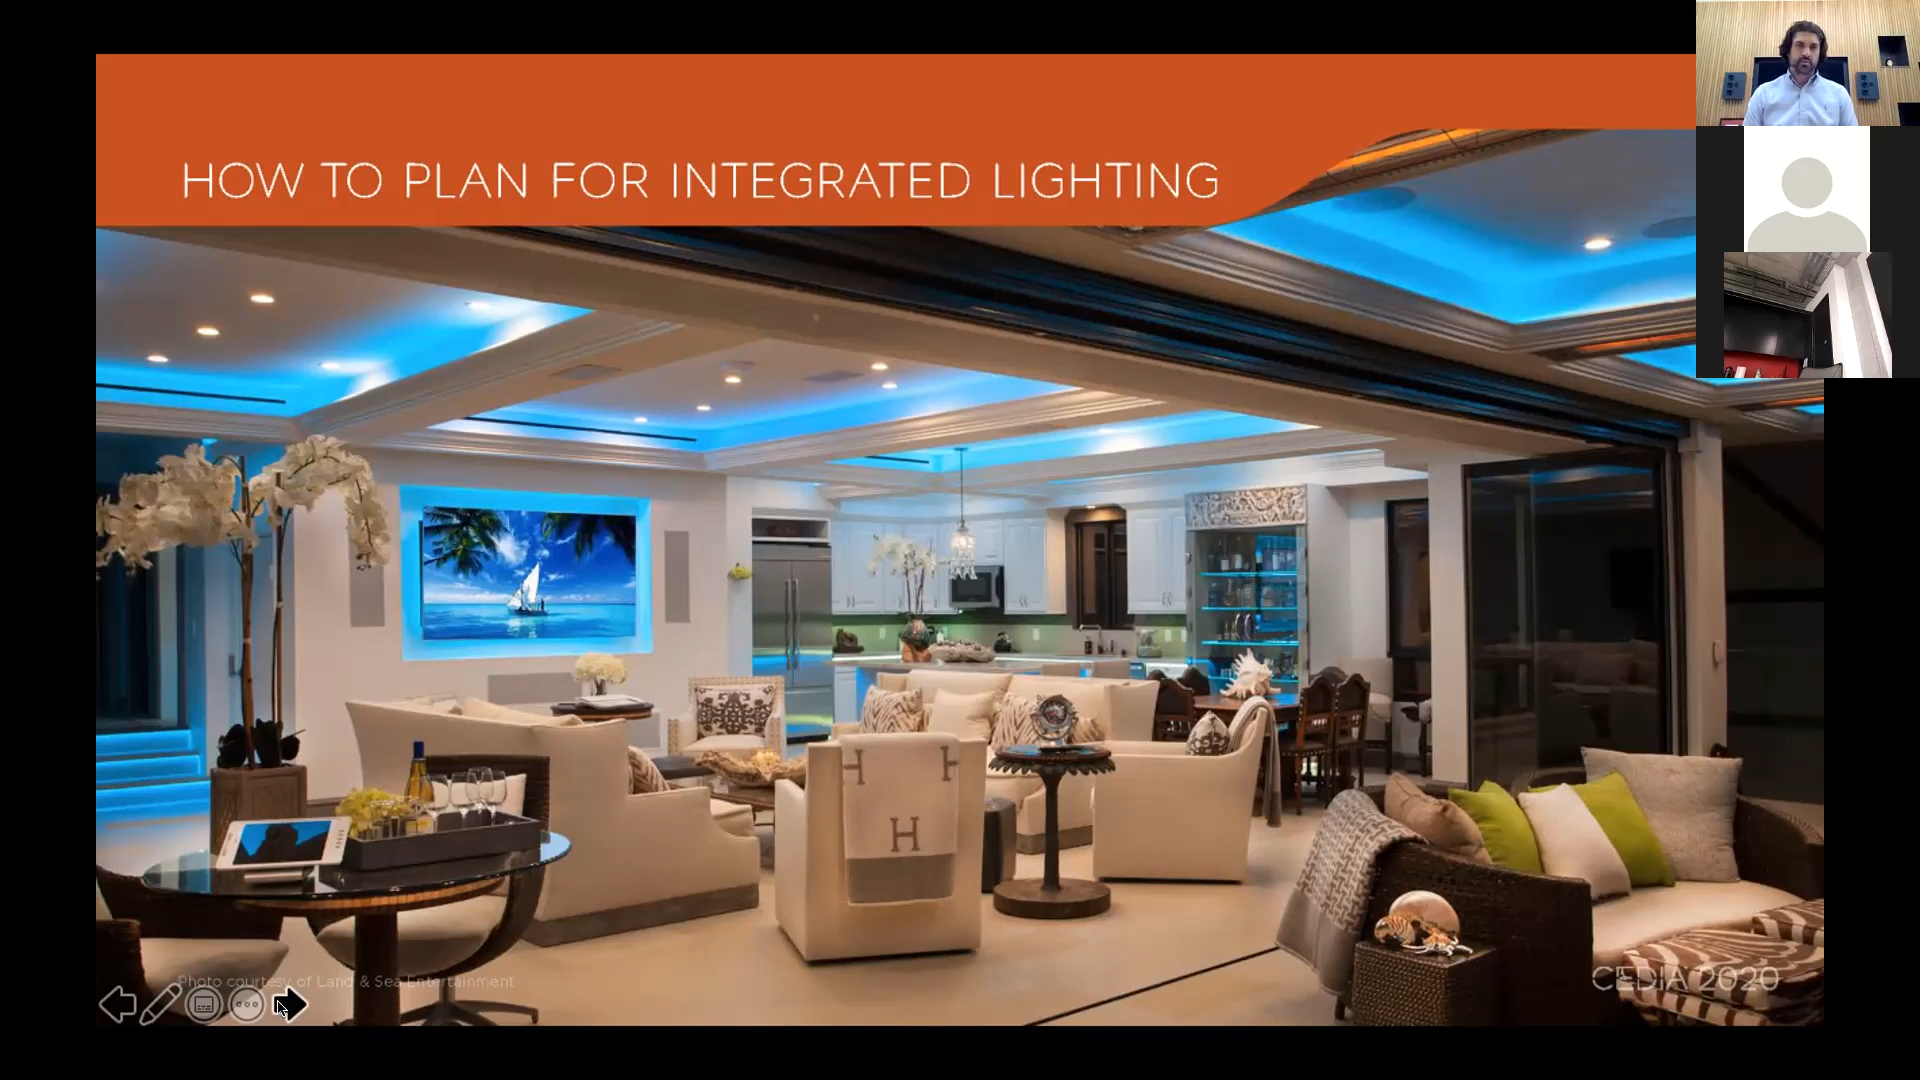 HOW TO PLAN FOR INTEGRATED LIGHTING
H H
H
Photo courtesy of Land & Sea Entertainment
CEDIA 2020